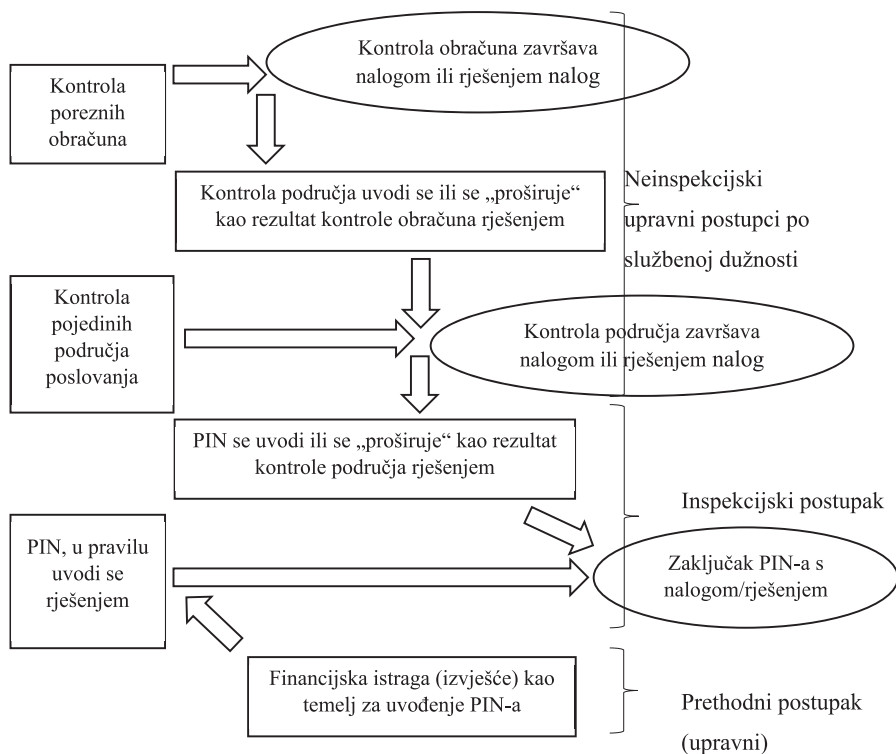 Kontrola obračuna završava
nalogom ili rješenjem nalog
Kontrola
poreznih
obračuna
Kontrola područja uvodi se ili se „proširuje“
kao rezultat kontrole obračuna rješenjem
Neinspekcijski
upravni postupci po
službenoj dužnosti
Kontrola
pojedinih
područja
poslovanja
Kontrola područja završava
nalogom ili rješenjem nalog
PIN se uvodi ili se „proširuje“ kao rezultat
kontrole područja rješenjem
Inspekcijski postupak
PIN, u pravilu
uvodi se
rješenjem
Zaključak PIN-a s
nalogom/rješenjem
Financijska istraga (izvješće) kao
temelj za uvođenje PIN-a
Prethodni postupak
(upravni)